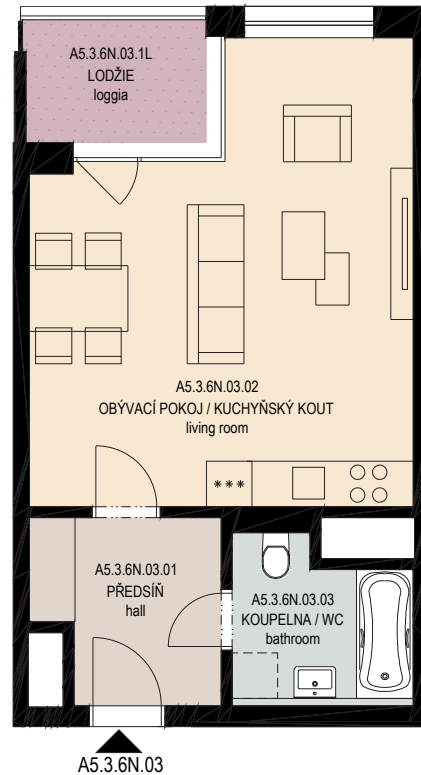 A5.3.6N.03.1L
LODŽIE
loggia
A5.3.6N.03.02
OBÝVACÍ POKOJ / KUCHYŇSKÝ KOUT
living room
***
A5.3.6N.03.01
PŘEDSÍŇ
hall
A5.3.6N.03.03
KOUPELNA / WC
bathroom
A5.3.6N.03